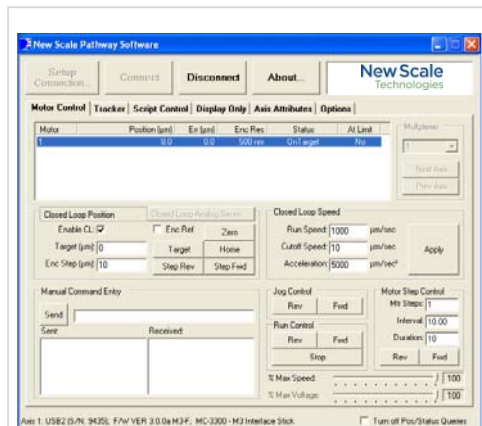 New Scale Pathway Software
Setup Connection... Connect Disconnect About... New Scale Technologies
Motor Control Tracker Script Control Display Only Axis Attributes Options
Motor Position (µm) Err (µm) Enc Res Status At Limit
1 0.0 0.0 500 nm OnTarget No
Multiplexer
1
Next Axis
Prev Axis
Closed Loop Position Closed Loop Analog Servo
Enable CL: Enc Ref Zero
Target (µm): 0 Target Home
Enc Step (µm): 10 Step Rev Step Fwd
Closed Loop Speed
Run Speed: 1000 µm/sec
Cutoff Speed: 10 µm/sec Apply
Acceleration: 5000 µm/sec²
Manual Command Entry
Send
Sent: Received:
Jog Control
Rev Fwd
Run Control
Rev Fwd
Stop
Motor Step Control
Mtr Steps: 1
Interval: 10.00
Duration: 10
Rev Fwd
% Max Speed 100
% Max Voltage 100
Axis 1: USB2 (S/N: 9435), F/W VER 3.0.0a M3-F, MC-3300 - M3 Interface Stick. Turn off Pos/Status Queries